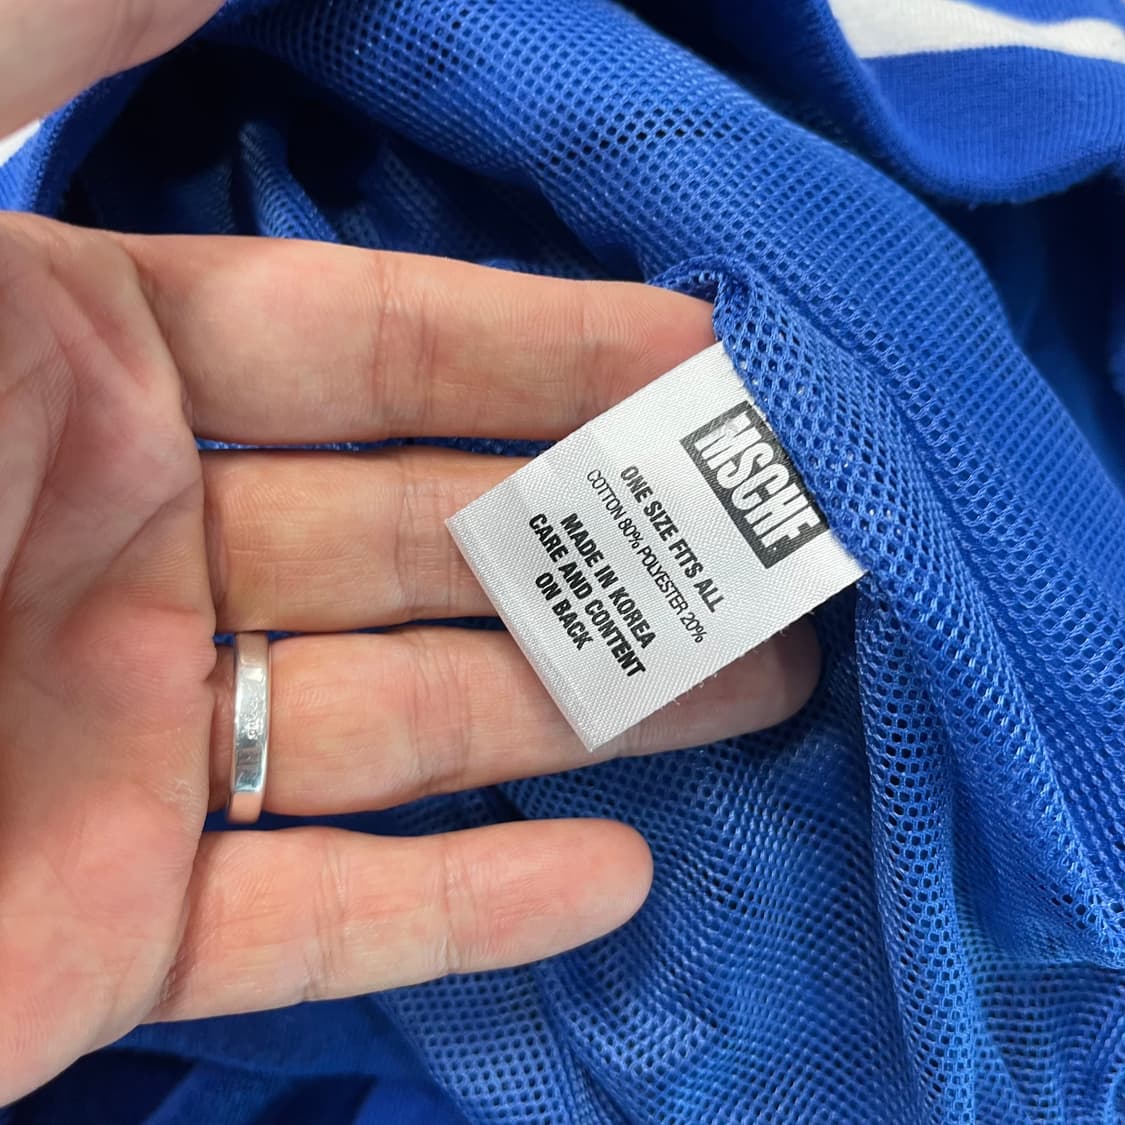 MSCHF
ONE SIZE FITS ALL
COTTON 80% POLYESTER 20%
MADE IN KOREA
CARE AND CONTENT
ON BACK